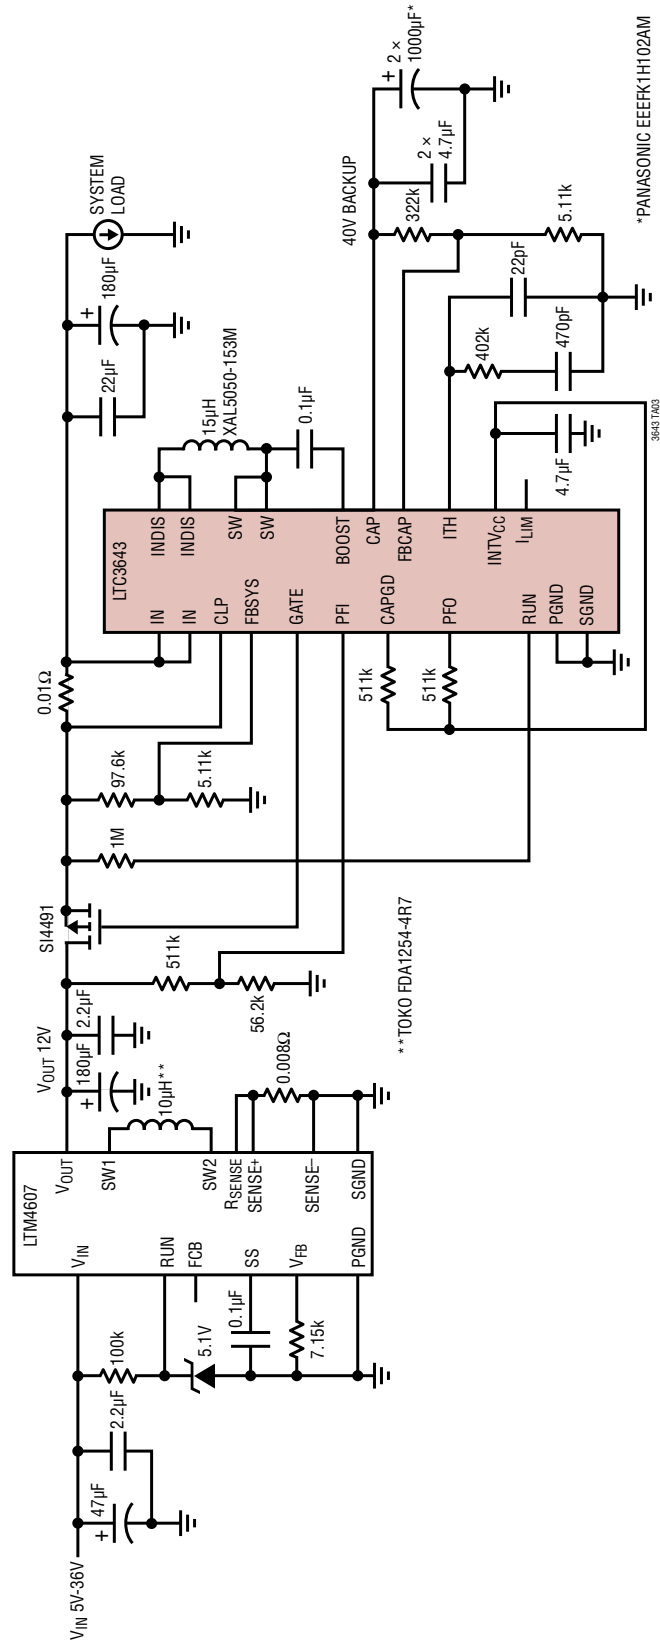 VIN 5V-36V
47µF
+
2.2µF
100k
5.1V
0.1µF
7.15k
LTM4607
VIN
RUN
FCB
SS
VFB
PGND
VOUT
SW1
SW2
RSENSE
SENSE+
SENSE–
SGND
10µH**
0.008Ω
VOUT 12V
180µF
+
2.2µF
511k
56.2k
**TOKO FDA1254-4R7
SI4491
1M
97.6k
5.11k
0.01Ω
511k
511k
LTC3643
IN
IN
CLP
FBSYS
GATE
PFI
CAPGD
PFO
RUN
PGND
SGND
INDIS
INDIS
SW
SW
BOOST
CAP
FBCAP
ITH
INTVCC
ILIM
15µH
XAL5050-153M
0.1µF
22µF
180µF
+
SYSTEM
LOAD
40V BACKUP
322k
5.11k
2 ×
4.7µF
+
2 ×
1000µF*
402k
22pF
470pF
4.7µF
3643 TA03
*PANASONIC EEEFK1H102AM